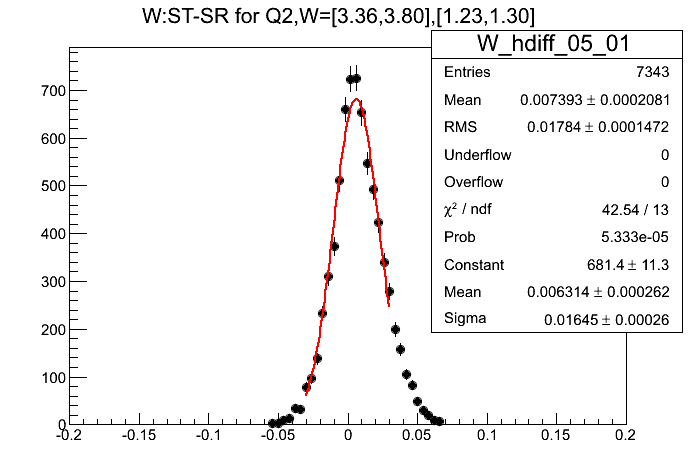 W:ST-SR for Q2,W=[3.36,3.80],[1.23,1.30]
W_hdiff_05_01
Entries 7343
Mean 0.007393 ± 0.0002081
RMS 0.01784 ± 0.0001472
Underflow 0
Overflow 0
χ² / ndf 42.54 / 13
Prob 5.333e-05
Constant 681.4 ± 11.3
Mean 0.006314 ± 0.000262
Sigma 0.01645 ± 0.00026
700
600
500
400
300
200
100
0
-0.2 -0.15 -0.1 -0.05 0 0.05 0.1 0.15 0.2